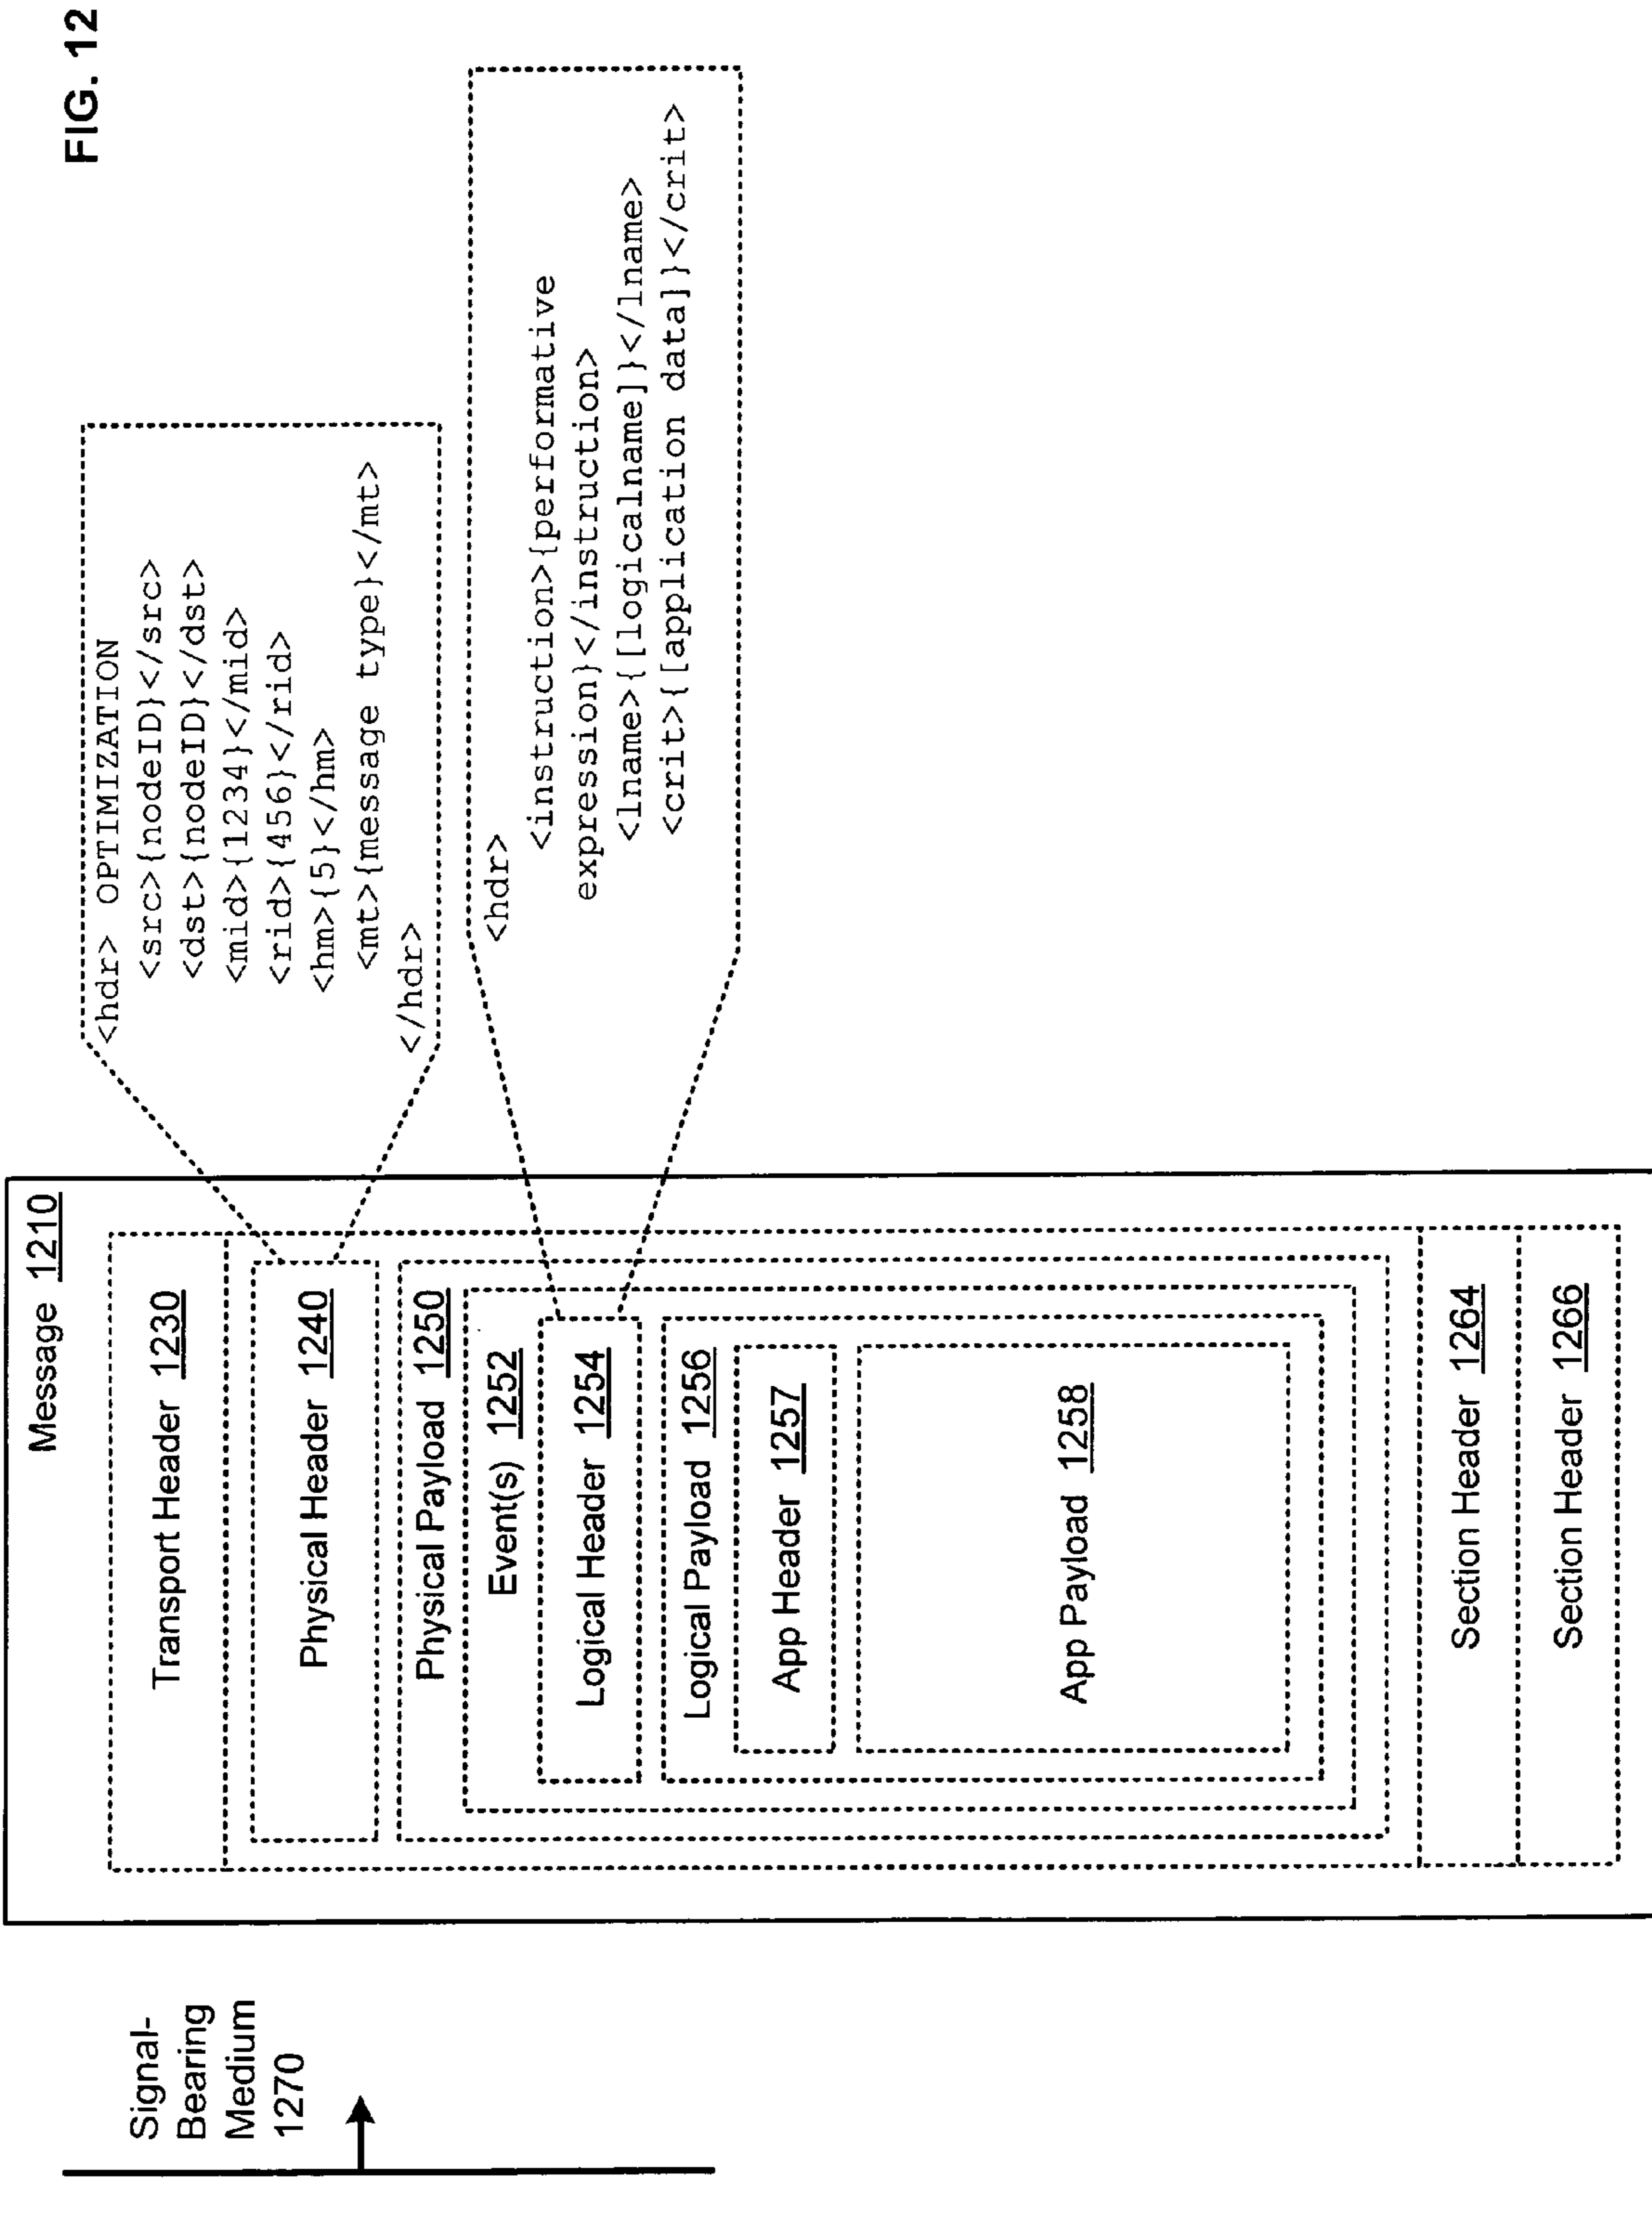 FIG. 12
Signal-
Bearing
Medium
1270
Message 1210
Transport Header 1230
Physical Header 1240
Physical Payload 1250
Event(s) 1252
Logical Header 1254
Logical Payload 1256
App Header 1257
App Payload 1258
Section Header 1264
Section Header 1266
<hdr> OPTIMIZATION
<src>{nodeID}</src>
<dst>{nodeID}</dst>
<mid>{1234}</mid>
<rid>{456}</rid>
<hm>{5}</hm>
<mt>{message type}</mt>
</hdr>
<hdr>
<instruction>{performative
expression}</instruction>
<lname>{[logicalname]}</lname>
<crit>{[application data]}</crit>